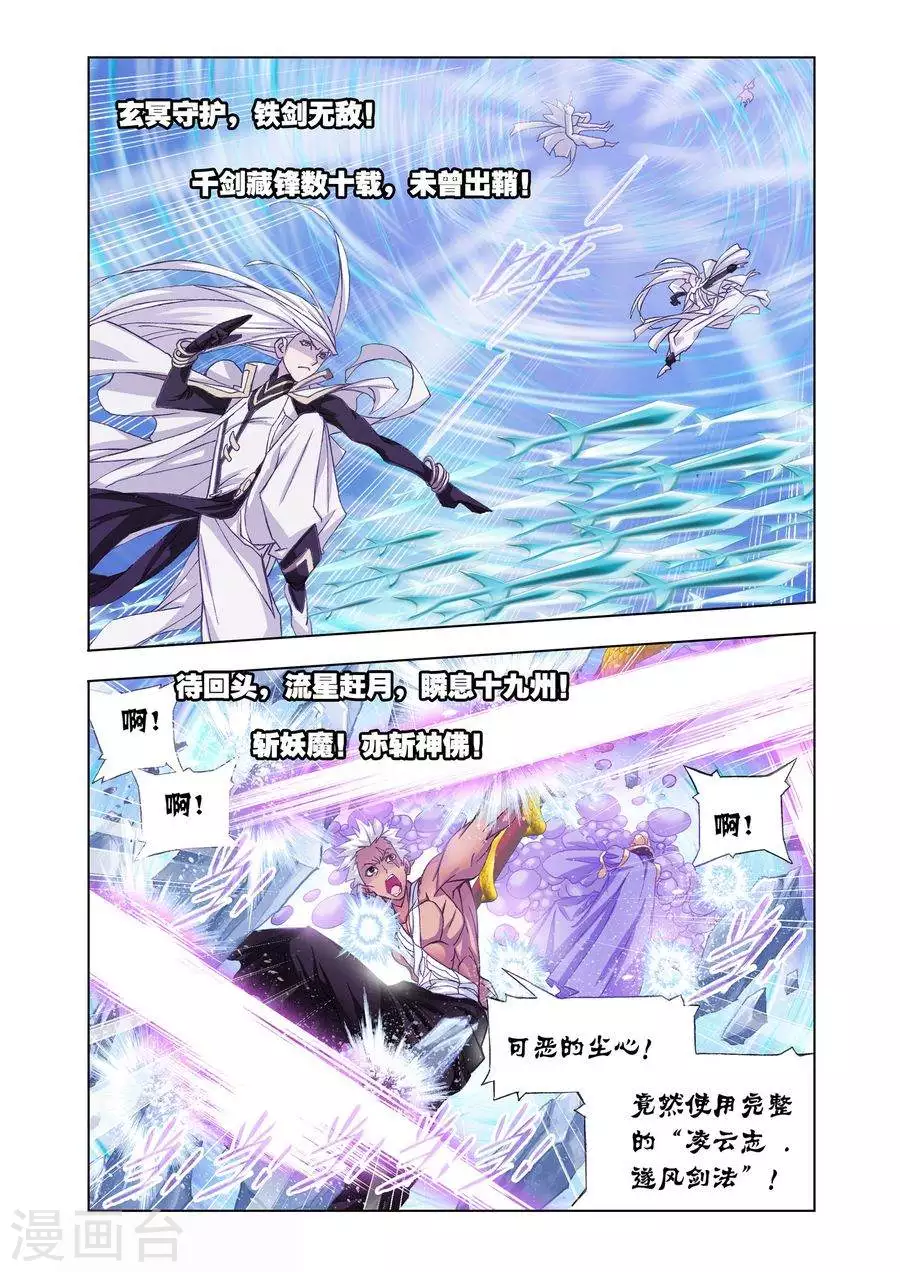 玄冥守护，铁剑无敌！
千剑藏锋数十载，未曾出鞘！
呼
待回头，流星赶月，瞬息十九州！
斩妖魔！亦斩神佛！
啊！
啊！
啊！
可恶的尘心！
竟然使用完整
的“凌云志．
遂风剑法”！
漫画台